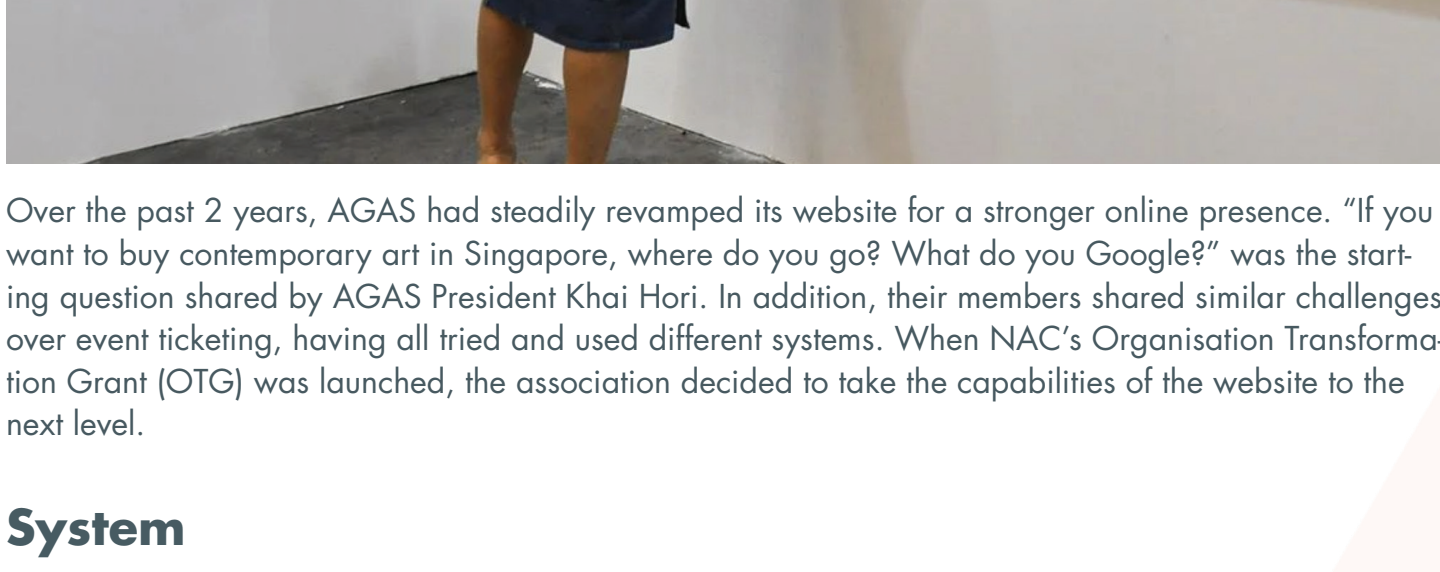 Over the past 2 years, AGAS had steadily revamped its website for a stronger online presence. “If you
want to buy contemporary art in Singapore, where do you go? What do you Google?” was the start-
ing question shared by AGAS President Khai Hori. In addition, their members shared similar challenges
over event ticketing, having all tried and used different systems. When NAC’s Organisation Transforma-
tion Grant (OTG) was launched, the association decided to take the capabilities of the website to the
next level.
System